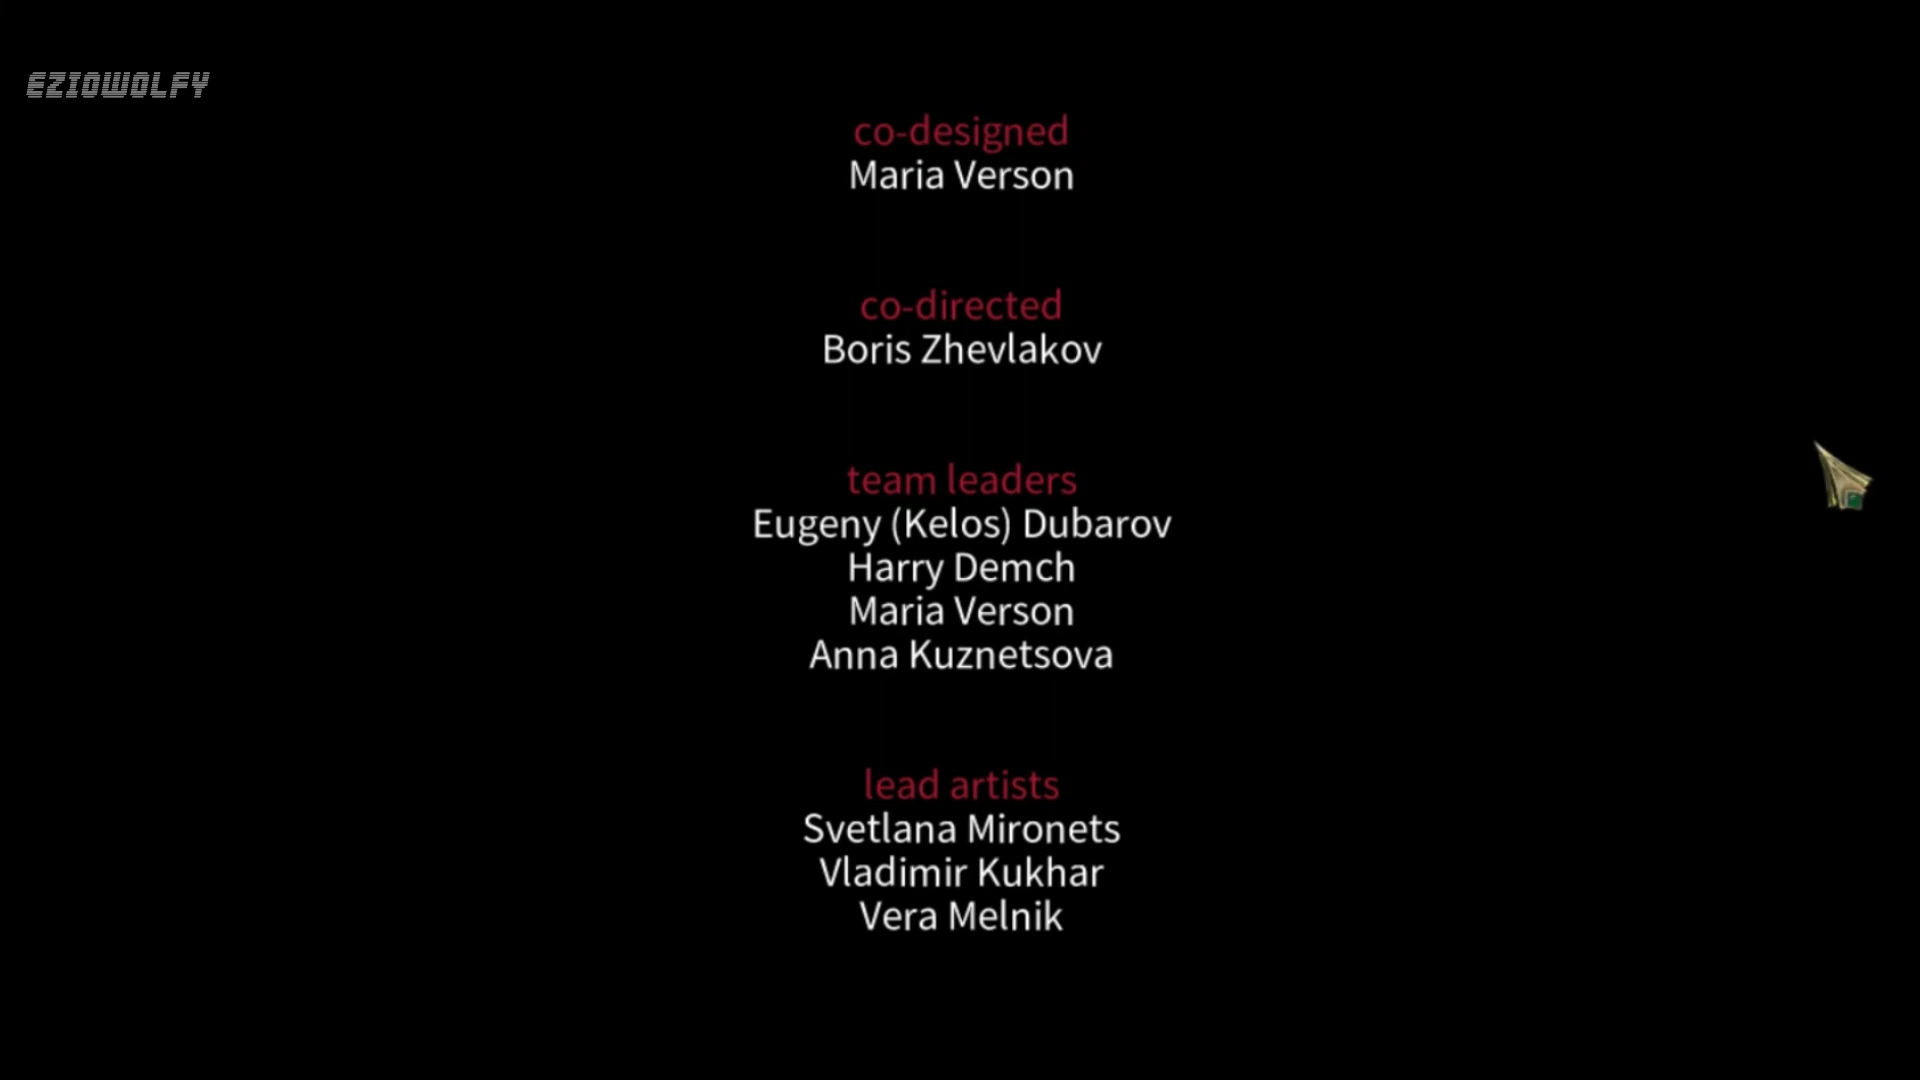 EZIOWOLFY
co-designed
Maria Verson
co-directed
Boris Zhevlakov
team leaders
Eugeny (Kelos) Dubarov
Harry Demch
Maria Verson
Anna Kuznetsova
lead artists
Svetlana Mironets
Vladimir Kukhar
Vera Melnik